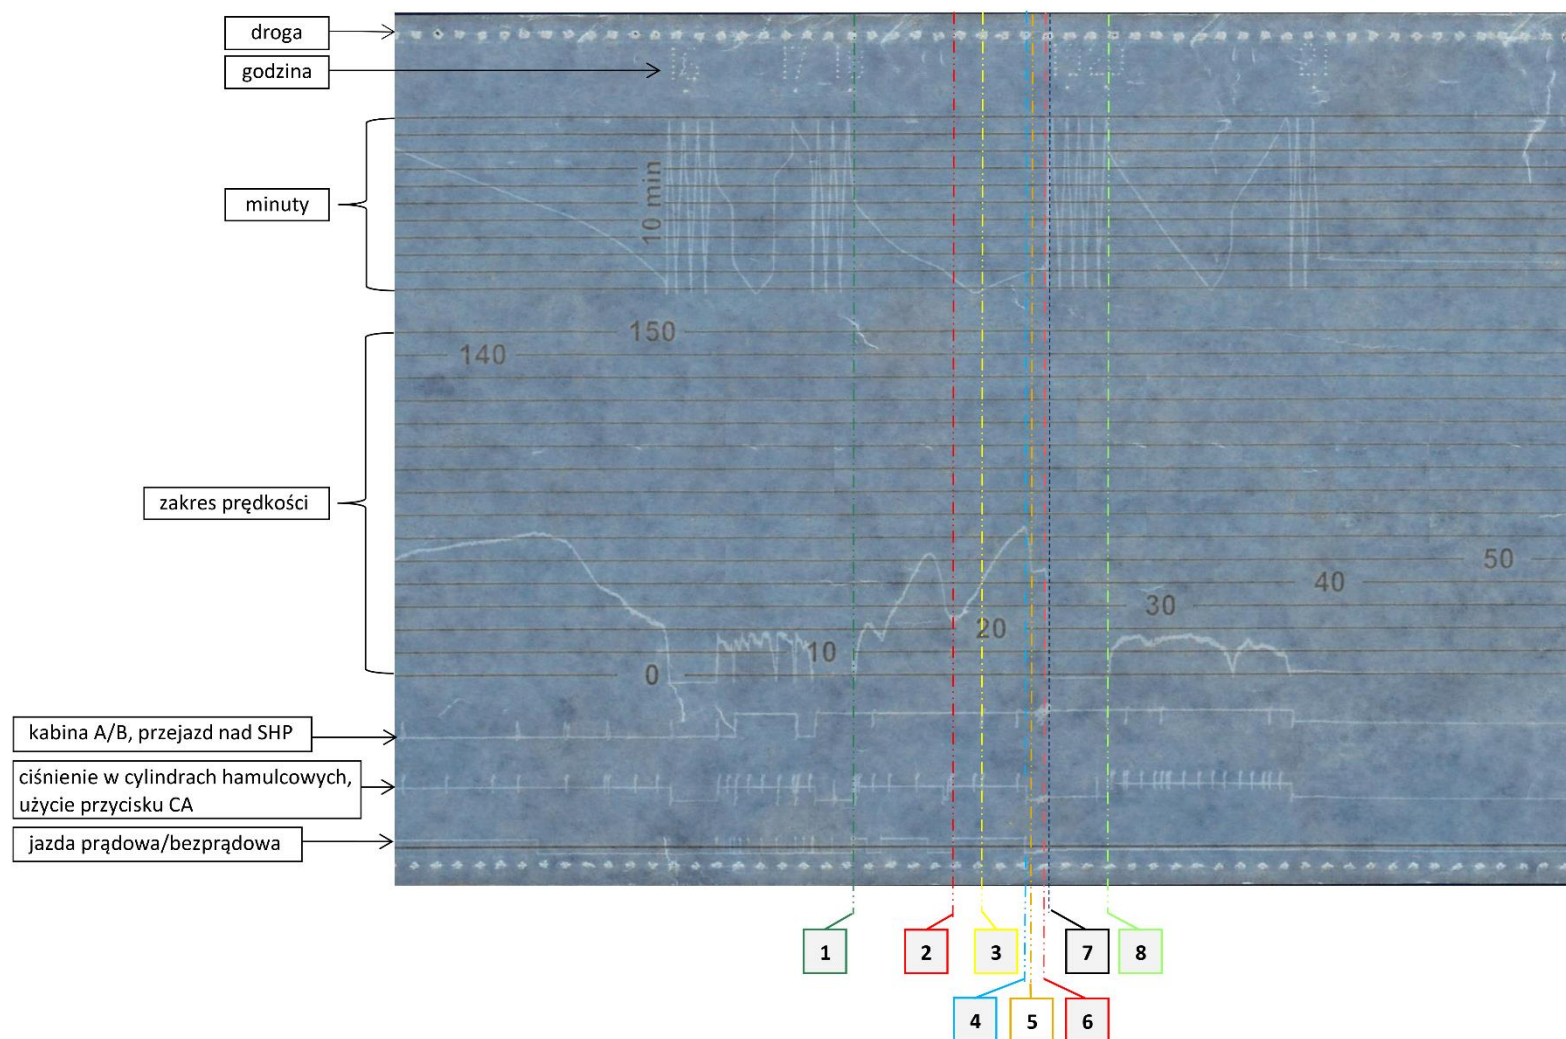 droga
godzina
minuty
10 min
150
140
zakres prędkości
50
40
30
20
10
0
kabina A/B, przejazd nad SHP
ciśnienie w cylindrach hamulcowych,
użycie przycisku CA
jazda prądowa/bezprądowa
1
2
3
7
8
4
5
6